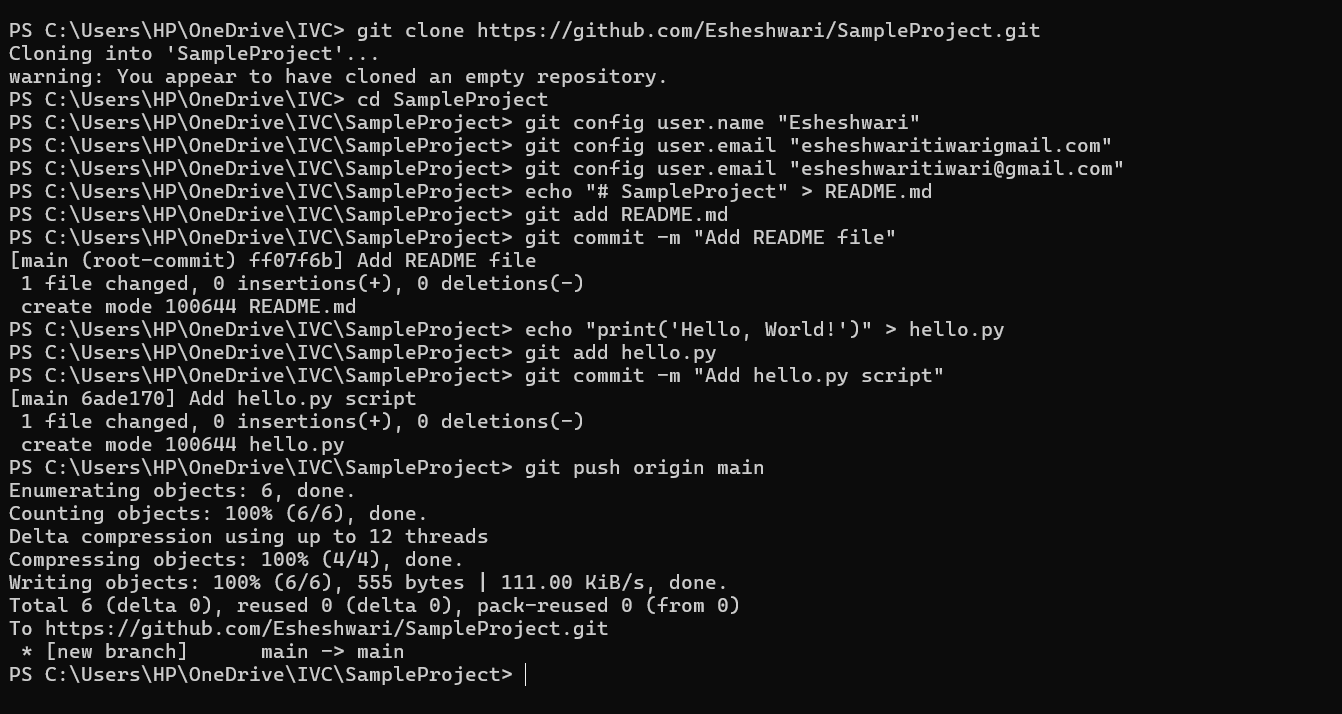 PS C:\Users\HP\OneDrive\IVC> git clone https://github.com/Esheshwari/SampleProject.git
Cloning into 'SampleProject'...
warning: You appear to have cloned an empty repository.
PS C:\Users\HP\OneDrive\IVC> cd SampleProject
PS C:\Users\HP\OneDrive\IVC\SampleProject> git config user.name "Esheshwari"
PS C:\Users\HP\OneDrive\IVC\SampleProject> git config user.email "esheshwaritiwarigmail.com"
PS C:\Users\HP\OneDrive\IVC\SampleProject> git config user.email "esheshwaritiwari@gmail.com"
PS C:\Users\HP\OneDrive\IVC\SampleProject> echo "# SampleProject" > README.md
PS C:\Users\HP\OneDrive\IVC\SampleProject> git add README.md
PS C:\Users\HP\OneDrive\IVC\SampleProject> git commit -m "Add README file"
[main (root-commit) ff07f6b] Add README file
 1 file changed, 0 insertions(+), 0 deletions(-)
 create mode 100644 README.md
PS C:\Users\HP\OneDrive\IVC\SampleProject> echo "print('Hello, World!')" > hello.py
PS C:\Users\HP\OneDrive\IVC\SampleProject> git add hello.py
PS C:\Users\HP\OneDrive\IVC\SampleProject> git commit -m "Add hello.py script"
[main 6ade170] Add hello.py script
 1 file changed, 0 insertions(+), 0 deletions(-)
 create mode 100644 hello.py
PS C:\Users\HP\OneDrive\IVC\SampleProject> git push origin main
Enumerating objects: 6, done.
Counting objects: 100% (6/6), done.
Delta compression using up to 12 threads
Compressing objects: 100% (4/4), done.
Writing objects: 100% (6/6), 555 bytes | 111.00 KiB/s, done.
Total 6 (delta 0), reused 0 (delta 0), pack-reused 0 (from 0)
To https://github.com/Esheshwari/SampleProject.git
 * [new branch]      main -> main
PS C:\Users\HP\OneDrive\IVC\SampleProject>